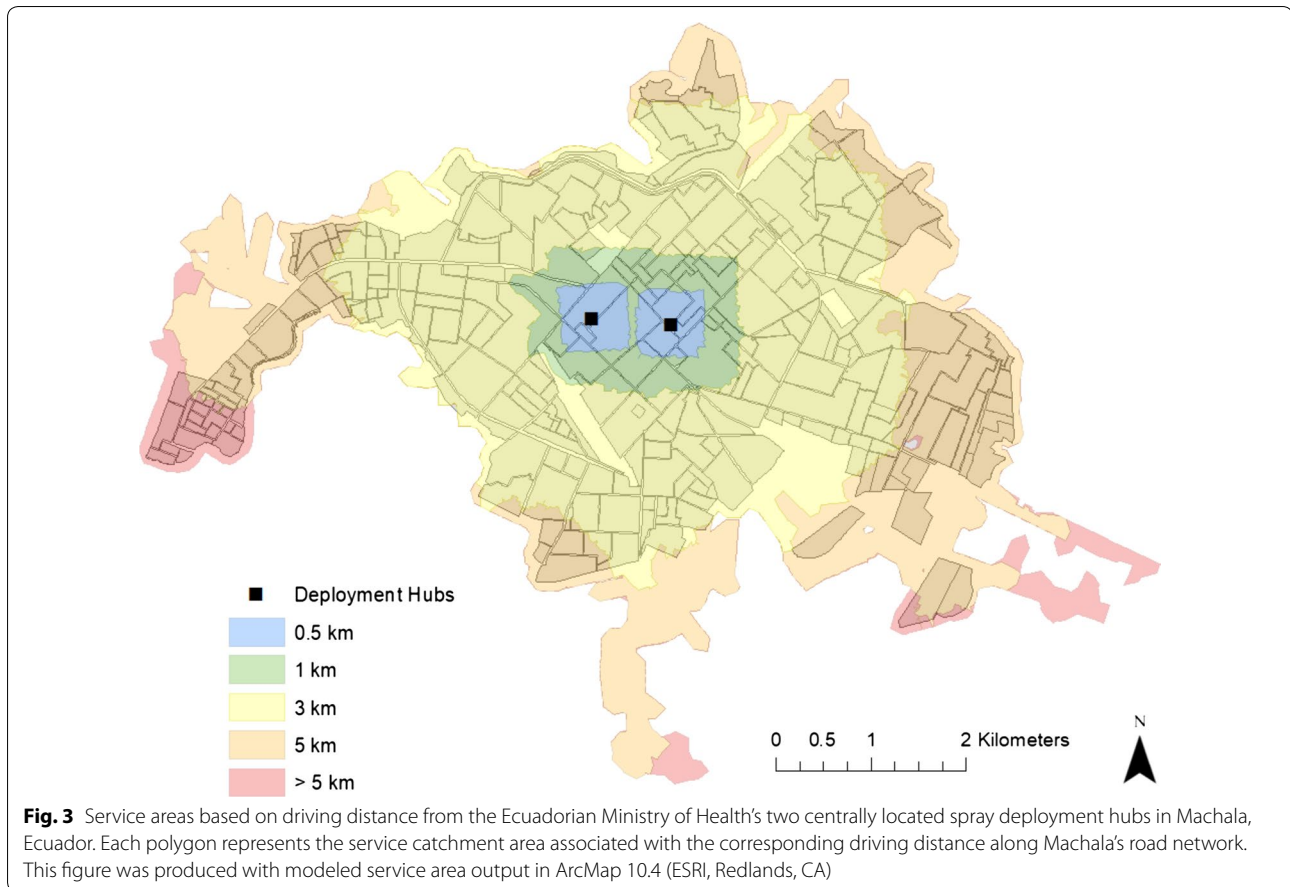 Deployment Hubs
0.5 km
1 km
3 km
5 km
> 5 km
0 0.5 1 2 Kilometers
N
Fig. 3 Service areas based on driving distance from the Ecuadorian Ministry of Health's two centrally located spray deployment hubs in Machala,
Ecuador. Each polygon represents the service catchment area associated with the corresponding driving distance along Machala's road network.
This figure was produced with modeled service area output in ArcMap 10.4 (ESRI, Redlands, CA)